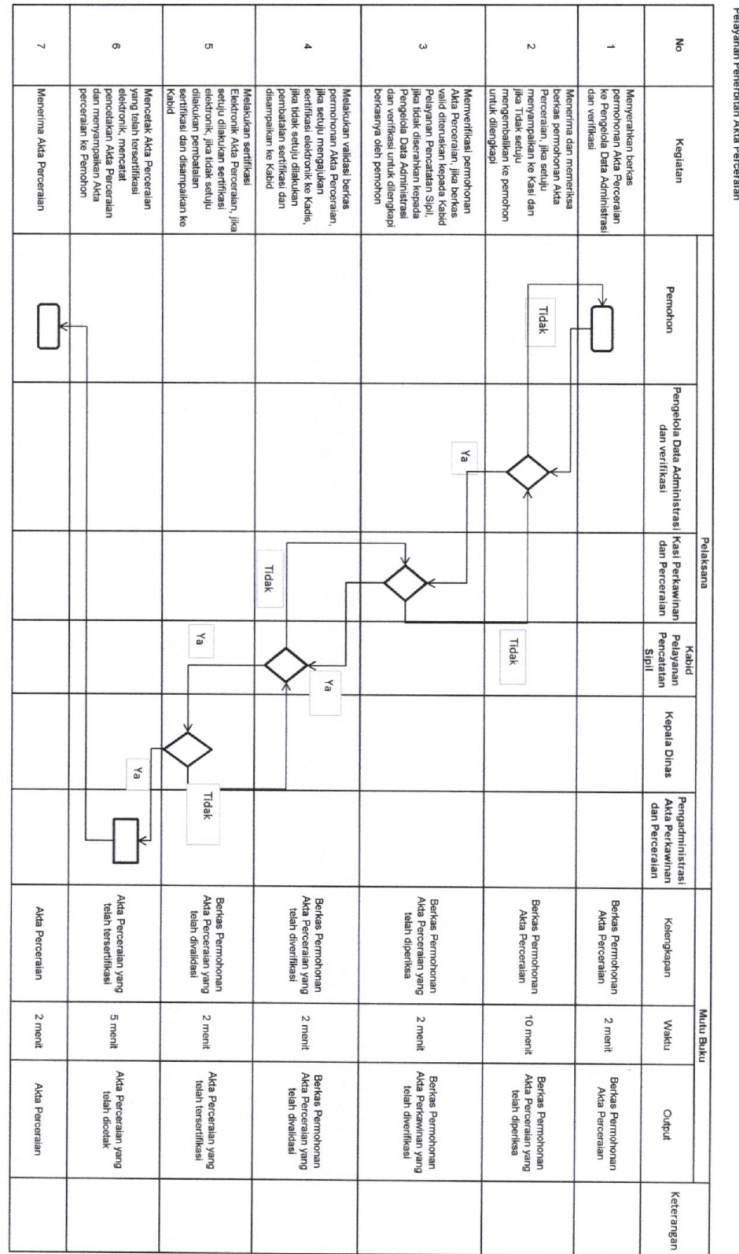 Pelayanan Penerbitan Akta Perceraian
No
Kegiatan
Pelaksana
Mutu Buku
Keterangan
Pemohon
Pengelola Data Administrasi
dan verifikasi
Kasi Perkawinan
dan Perceraian
Kabid
Pelayanan
Pencatatan
Sipil
Kepala Dinas
Pengadministrasi
Akta Perkawinan
dan Perceraian
Kelengkapan
Waktu
Output
1
Menyerahkan berkas
permohonan Akta Perceraian
ke Pengelola Data Administrasi
dan verifikasi
Berkas Permohonan
Akta Perceraian
2 menit
Berkas Permohonan
Akta Perceraian
2
Menerima dan memeriksa
berkas permohonan Akta
Perceraian, jika setuju
menyampaikan ke Kasi dan
jika Tidak setuju
mengembalikan ke pemohon
untuk dilengkapi
Tidak
Ya
Tidak
Berkas Permohonan
Akta Perceraian
10 menit
Berkas Permohonan
Akta Perceraian yang
telah diperiksa
3
Memverifikasi permohonan
Akta Perceraian, jika berkas
valid diteruskan kepada Kabid
Pelayanan Pencatatan Sipil,
jika tidak diserahkan kepada
Pengelola Data Administrasi
dan verifikasi untuk dilengkapi
berkasnya oleh pemohon
Berkas Permohonan
Akta Perceraian yang
telah diperiksa
2 menit
Berkas Permohonan
Akta Perkawinan yang
telah diverifikasi
4
Melakukan validasi berkas
permohonan Akta Perceraian,
jika setuju mengajukan
sertifikasi elektronik ke Kadis,
jika tidak setuju dilakukan
pembatalan sertifikasi dan
disampaikan ke Kabid
Tidak
Ya
Berkas Permohonan
Akta Perceraian yang
telah diverifikasi
2 menit
Berkas Permohonan
Akta Perceraian yang
telah divalidasi
5
Melakukan sertifikasi
Elektronik Akta Perceraian, jika
setuju dilakukan sertifikasi
elektronik, jika tidak setuju
dilakukan pembatalan
sertifikasi dan disampaikan ke
Kabid
Ya
Tidak
Berkas Permohonan
Akta Perceraian yang
telah divalidasi
2 menit
Akta Perceraian yang
telah tersertifikasi
6
Mencetak Akta Perceraian
yang telah tersertifikasi
elektronik, mencatat
pencetakan Akta Perceraian
dan menyampaikan Akta
perceraian ke Pemohon
Ya
Akta Perceraian yang
telah tersertifikasi
5 menit
Akta Perceraian yang
telah dicetak
7
Menerima Akta Perceraian
Akta Perceraian
2 menit
Akta Perceraian